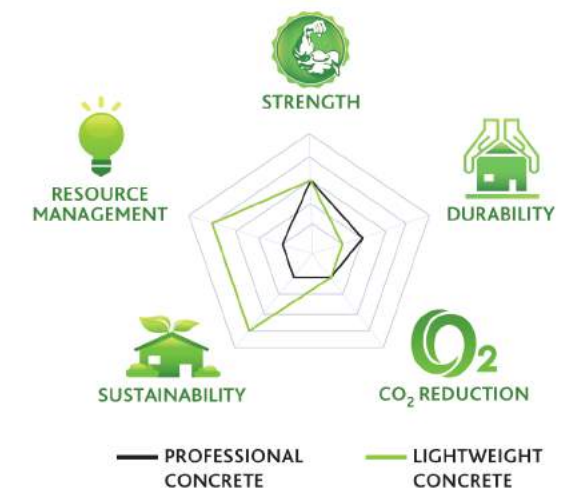 STRENGTH
RESOURCE
MANAGEMENT
DURABILITY
SUSTAINABILITY
O2
CO₂ REDUCTION
PROFESSIONAL
CONCRETE
LIGHTWEIGHT
CONCRETE